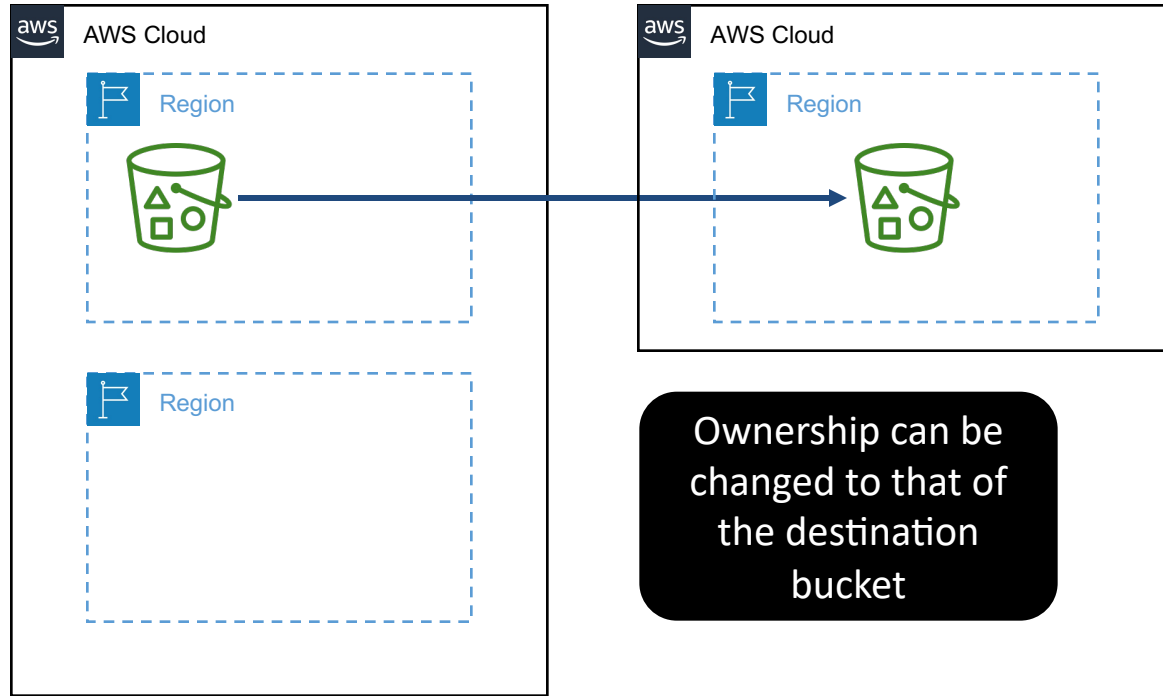 aws
AWS Cloud
Region
Region
aws
AWS Cloud
Region
Ownership can be
changed to that of
the destination
bucket